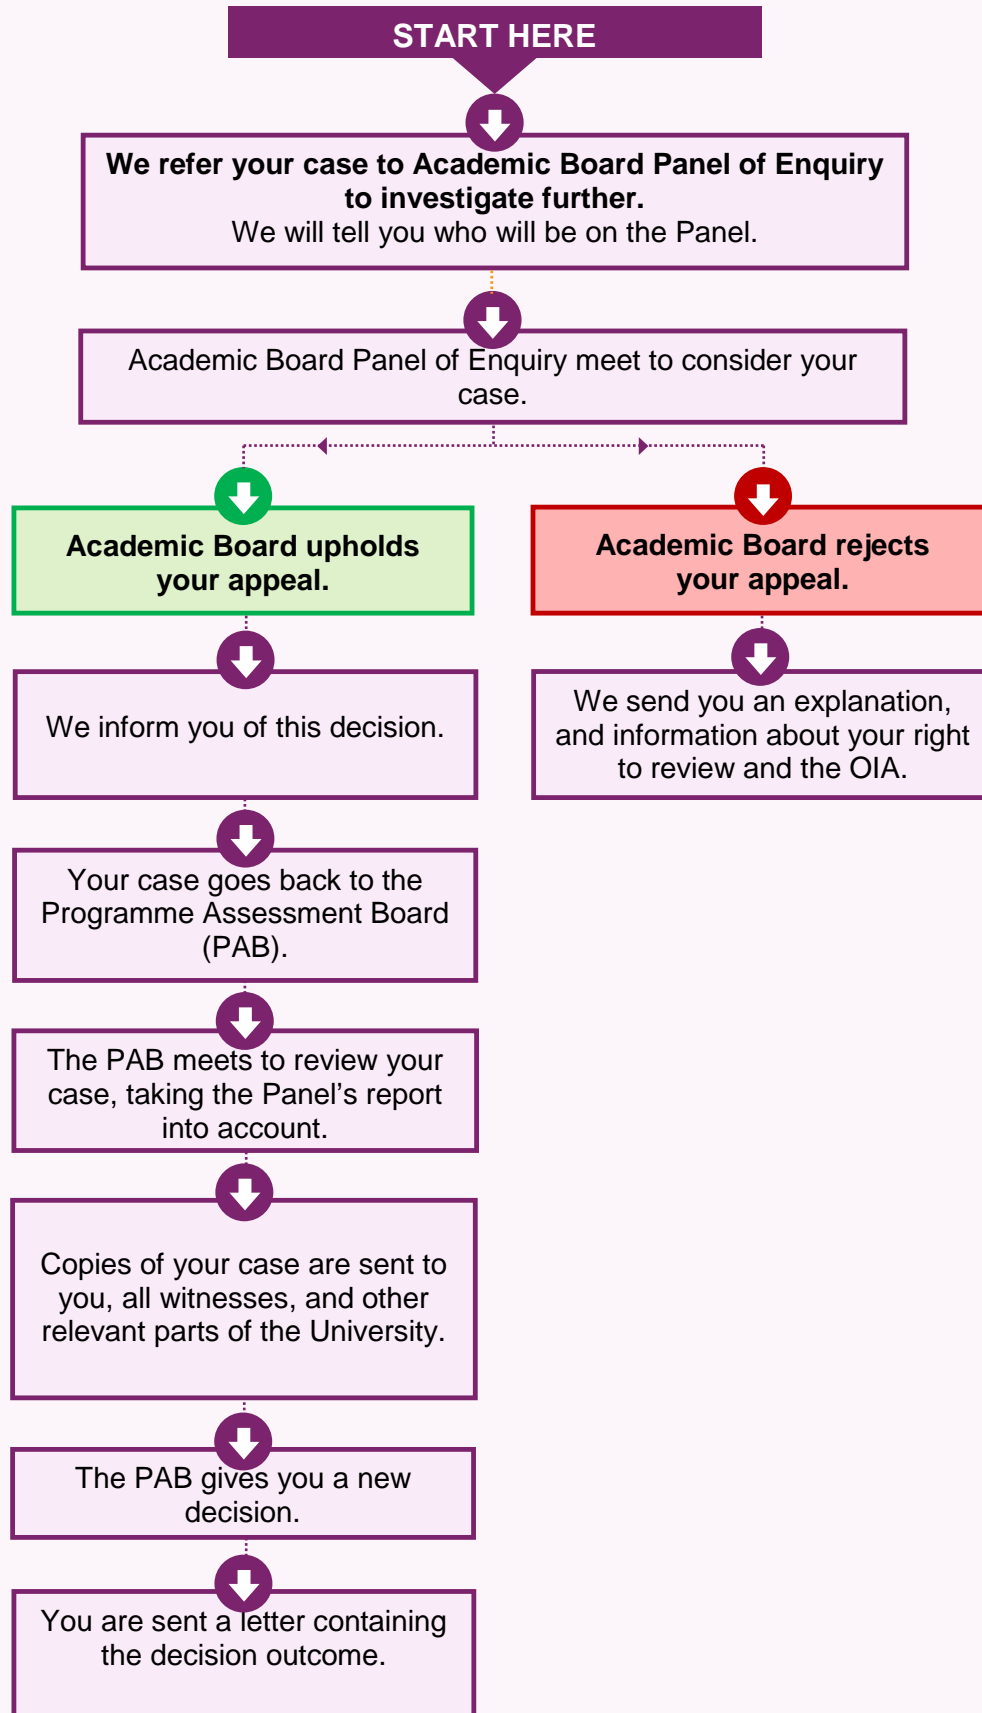 START HERE
We refer your case to Academic Board Panel of Enquiry
to investigate further.
We will tell you who will be on the Panel.
Academic Board Panel of Enquiry meet to consider your
case.
Academic Board upholds
your appeal.
We inform you of this decision.
Your case goes back to the
Programme Assessment Board
(PAB).
The PAB meets to review your
case, taking the Panel’s report
into account.
Copies of your case are sent to
you, all witnesses, and other
relevant parts of the University.
The PAB gives you a new
decision.
You are sent a letter containing
the decision outcome.
Academic Board rejects
your appeal.
We send you an explanation,
and information about your right
to review and the OIA.